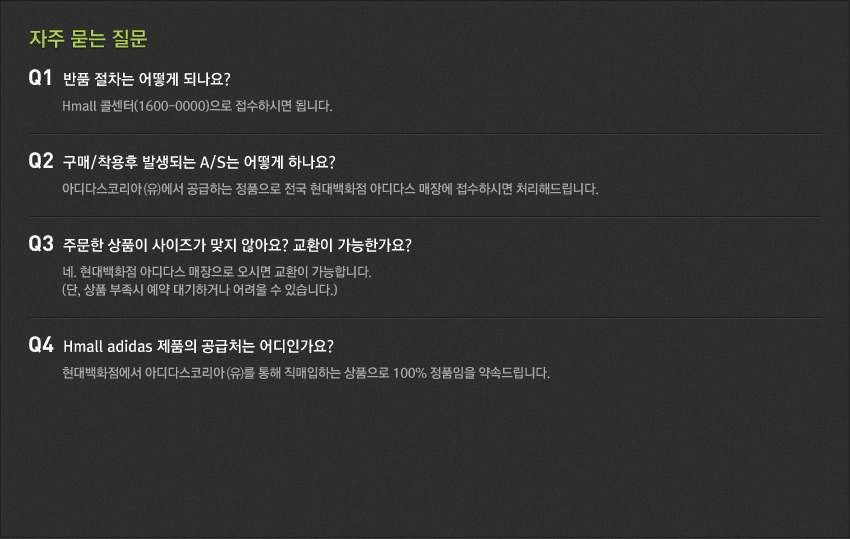 자주 묻는 질문
Q1 반품 절차는 어떻게 되나요?
Hmall 콜센터(1600-0000)으로 접수하시면 됩니다.
Q2 구매/착용후 발생되는 A/S는 어떻게 하나요?
아디다스코리아(유)에서 공급하는 정품으로 전국 현대백화점 아디다스 매장에 접수하시면 처리해드립니다.
Q3 주문한 상품이 사이즈가 맞지 않아요? 교환이 가능한가요?
네. 현대백화점 아디다스 매장으로 오시면 교환이 가능합니다.
(단, 상품 부족시 예약 대기하거나 어려울 수 있습니다.)
Q4 Hmall adidas 제품의 공급처는 어디인가요?
현대백화점에서 아디다스코리아(유)를 통해 직매입하는 상품으로 100% 정품임을 약속드립니다.